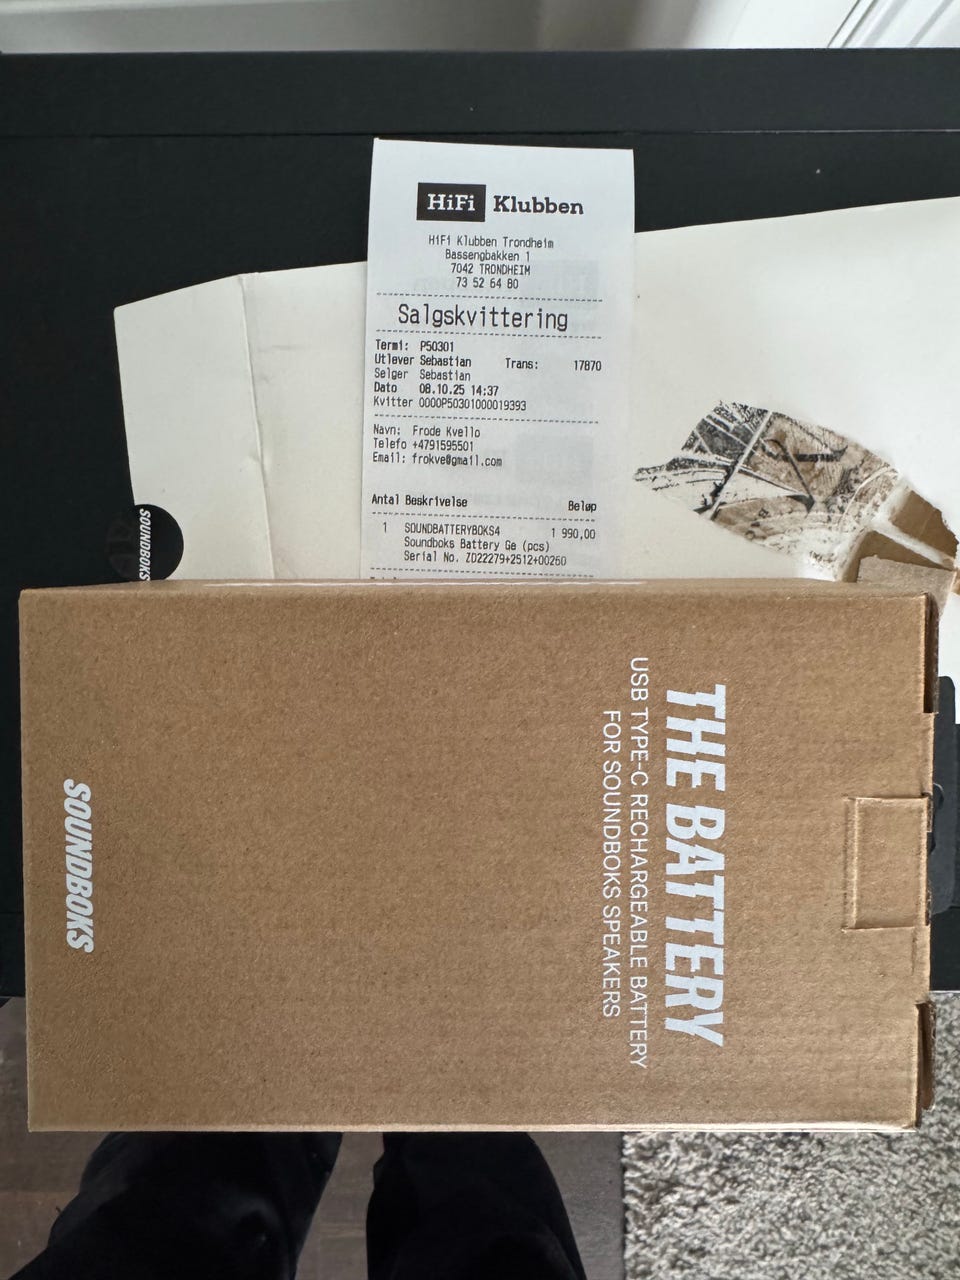 HiFi Klubben
HiFi Klubben Trondheim
Bassengbakken 1
7042 TRONDHEIM
73 52 64 80
Salgskvittering
Termi: P50301
Utlever Sebastian Trans: 17870
Selger Sebastian
Dato 08.10.25 14:37
Kvitter 0000P50301000019393
Navn: Frode Kvello
Telefo +4791595501
Email: frokve@gmail.com
Antal Beskrivelse Beløp
1 SOUNDBATTERYBOKS4 1 990,00
Soundboks Battery Ge (pcs)
Serial No. ZD22279+2512+00260
SOUNDBOKS
THE BATTERY
USB TYPE-C RECHARGEABLE BATTERY
FOR SOUNDBOKS SPEAKERS
SOUNDBOKS